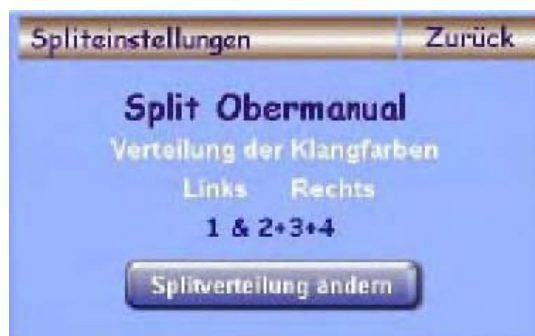 Spliteinstellungen Zurück
Split Obermanual
Verteilung der Klangfarben
Links Rechts
1 & 2+3+4
Splitverteilung ändern